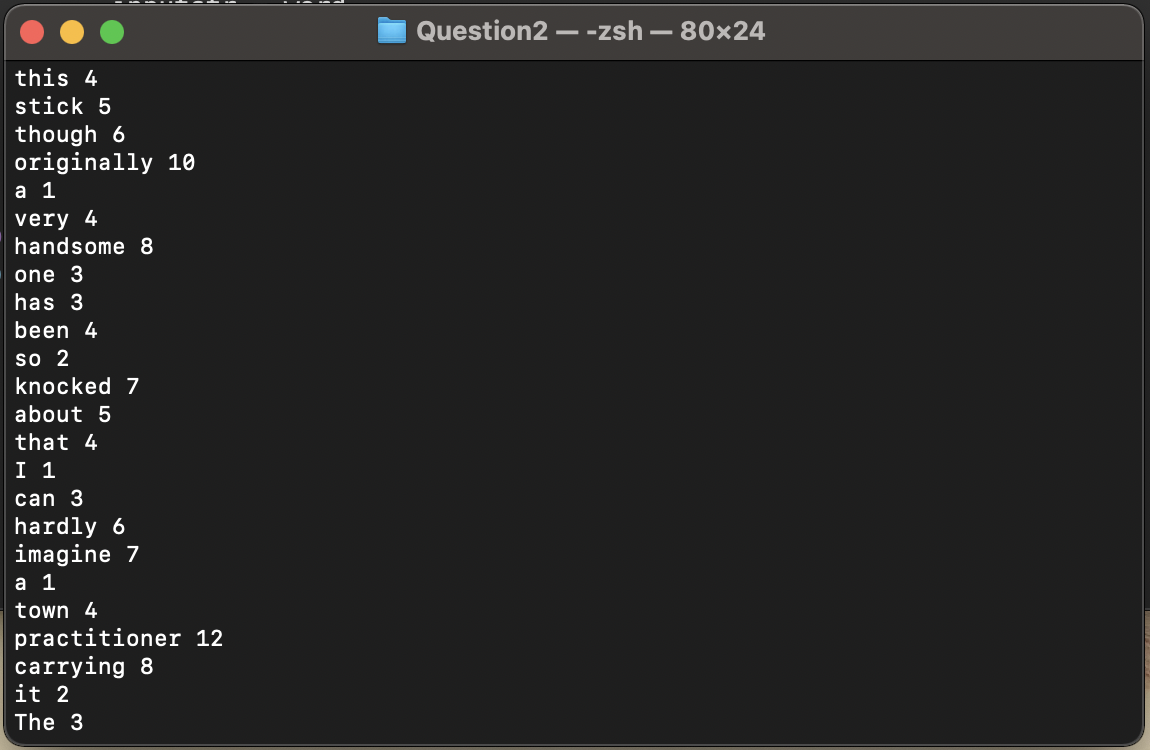 Question2 — -zsh — 80×24
this 4
stick 5
though 6
originally 10
a 1
very 4
handsome 8
one 3
has 3
been 4
so 2
knocked 7
about 5
that 4
I 1
can 3
hardly 6
imagine 7
a 1
town 4
practitioner 12
carrying 8
it 2
The 3